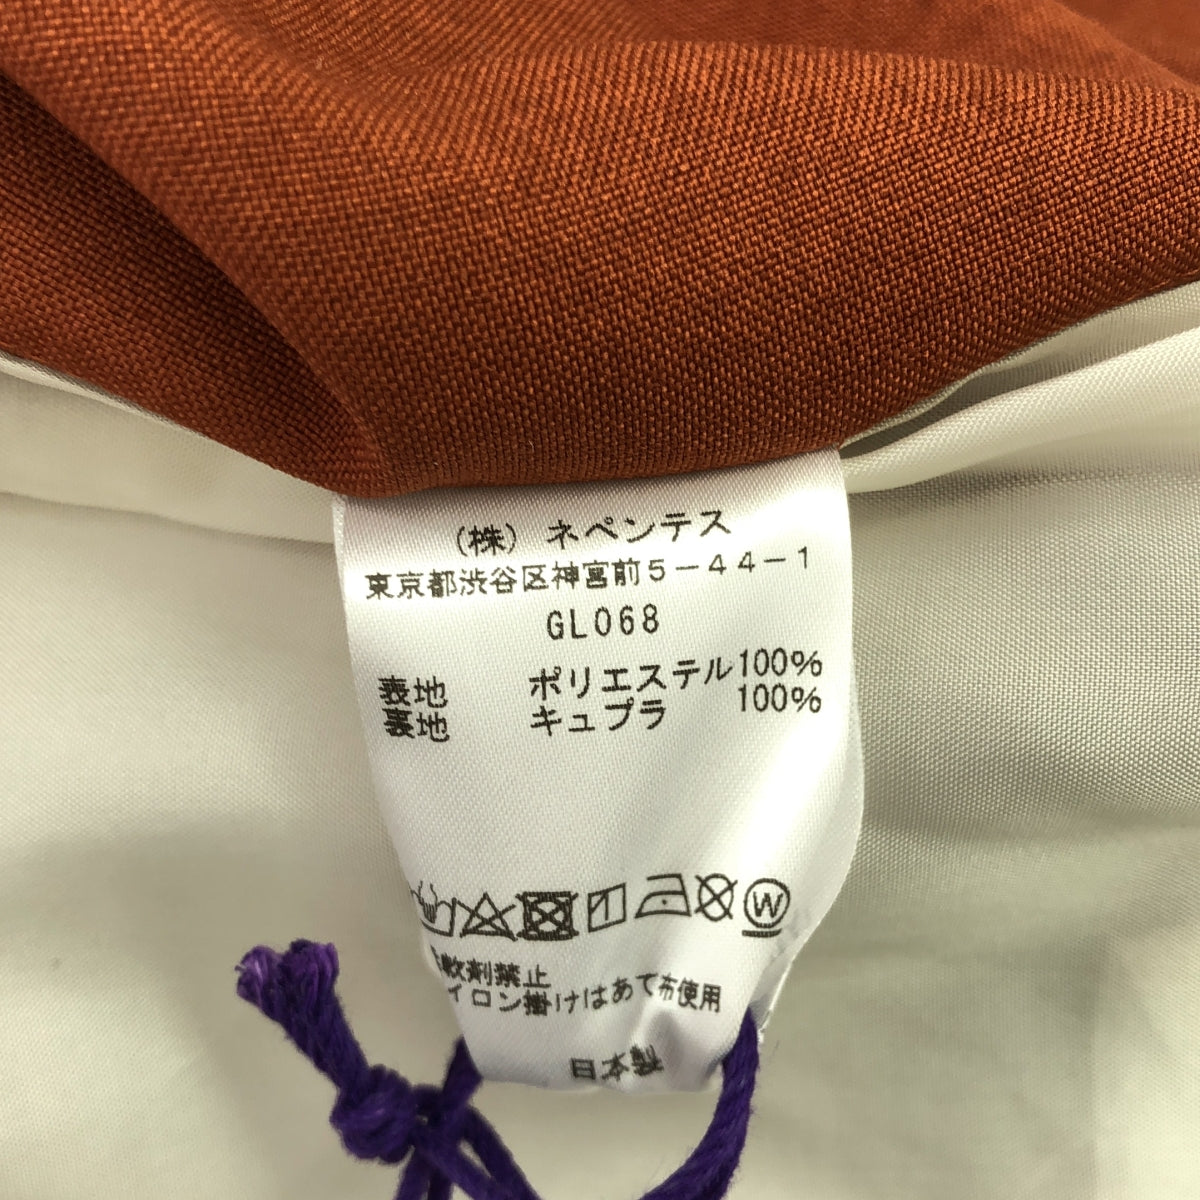 (株) ネペンテス
東京都渋谷区神宮前5-44-1
GL068
表地 ポリエステル100%
裏地 キュプラ 100%
W
軟剤禁止
イロン掛けはあて布使用
日本製